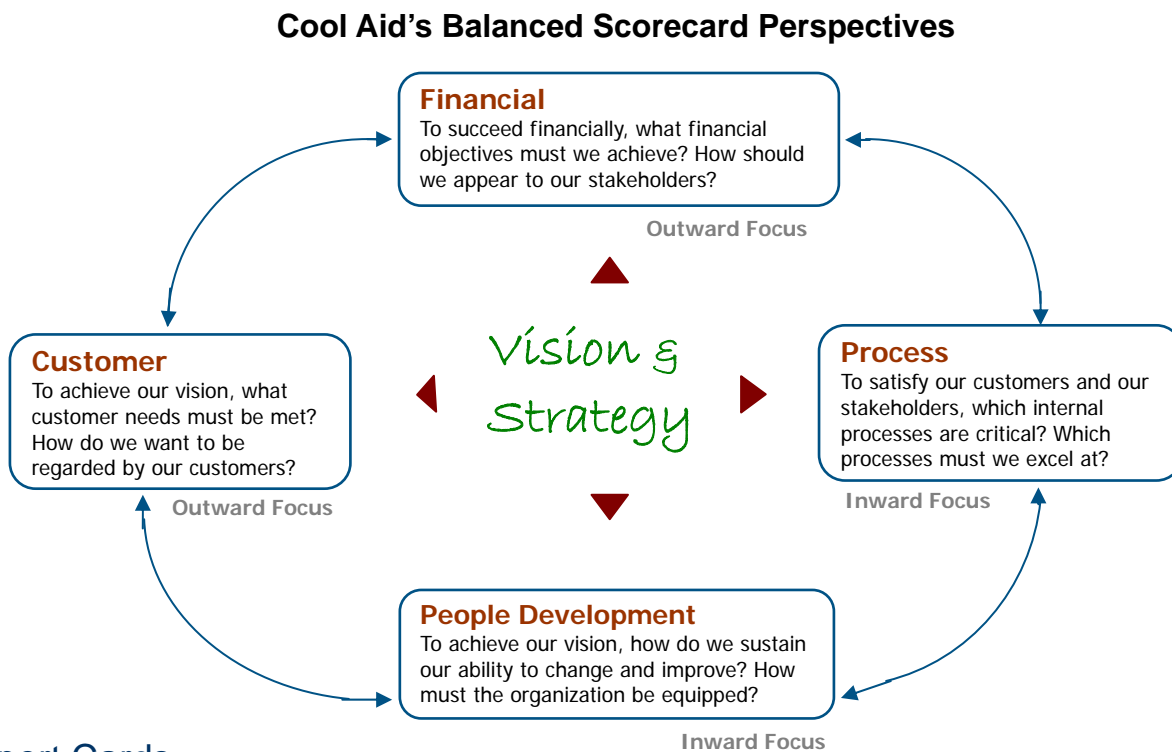 Cool Aid’s Balanced Scorecard Perspectives
Financial
To succeed financially, what financial
objectives must we achieve? How should
we appear to our stakeholders?
Outward Focus
Vision &
Strategy
Customer
To achieve our vision, what
customer needs must be met?
How do we want to be
regarded by our customers?
Outward Focus
Process
To satisfy our customers and our
stakeholders, which internal
processes are critical? Which
processes must we excel at?
Inward Focus
People Development
To achieve our vision, how do we sustain
our ability to change and improve? How
must the organization be equipped?
Inward Focus